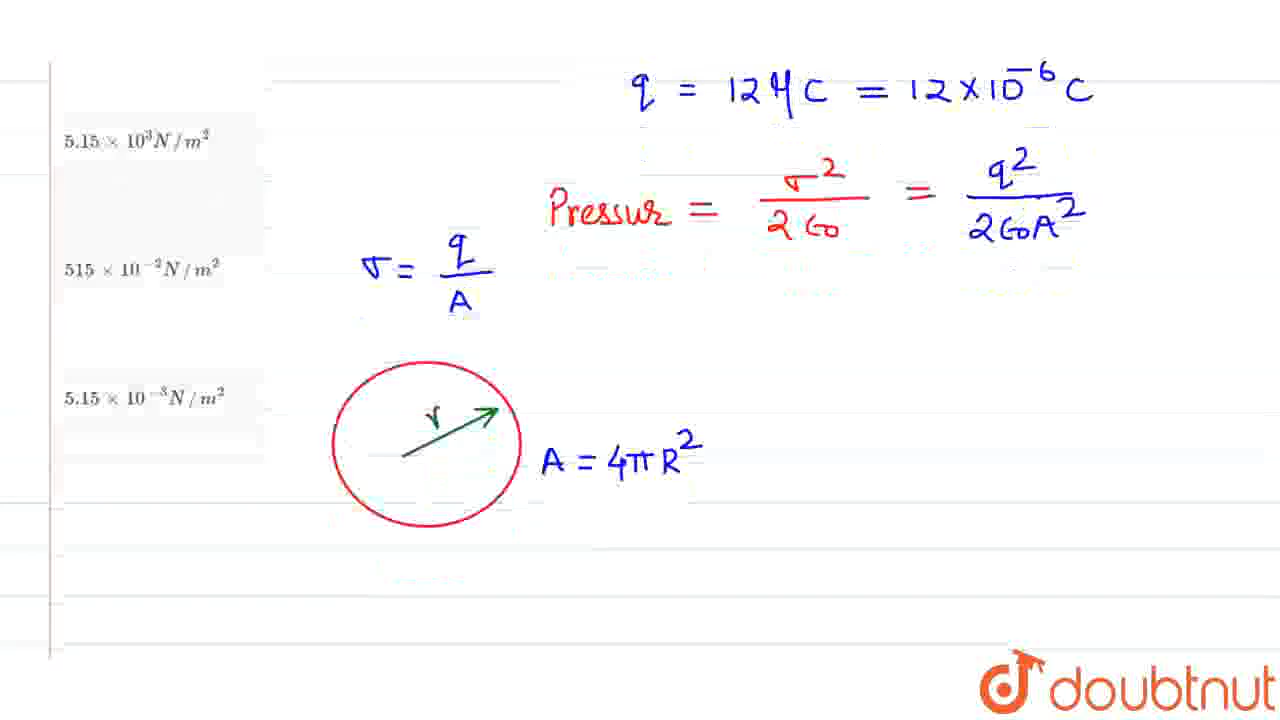 q = 12 μC = 12 × 10⁻⁶ C
5.15 × 10³ N/m²
Pressur = σ² / 2ϵ₀ = q² / 2ϵ₀A²
σ = q / A
515 × 10⁻² N/m²
5.15 × 10⁻³ N/m²
r
A = 4πR²
doubtnut